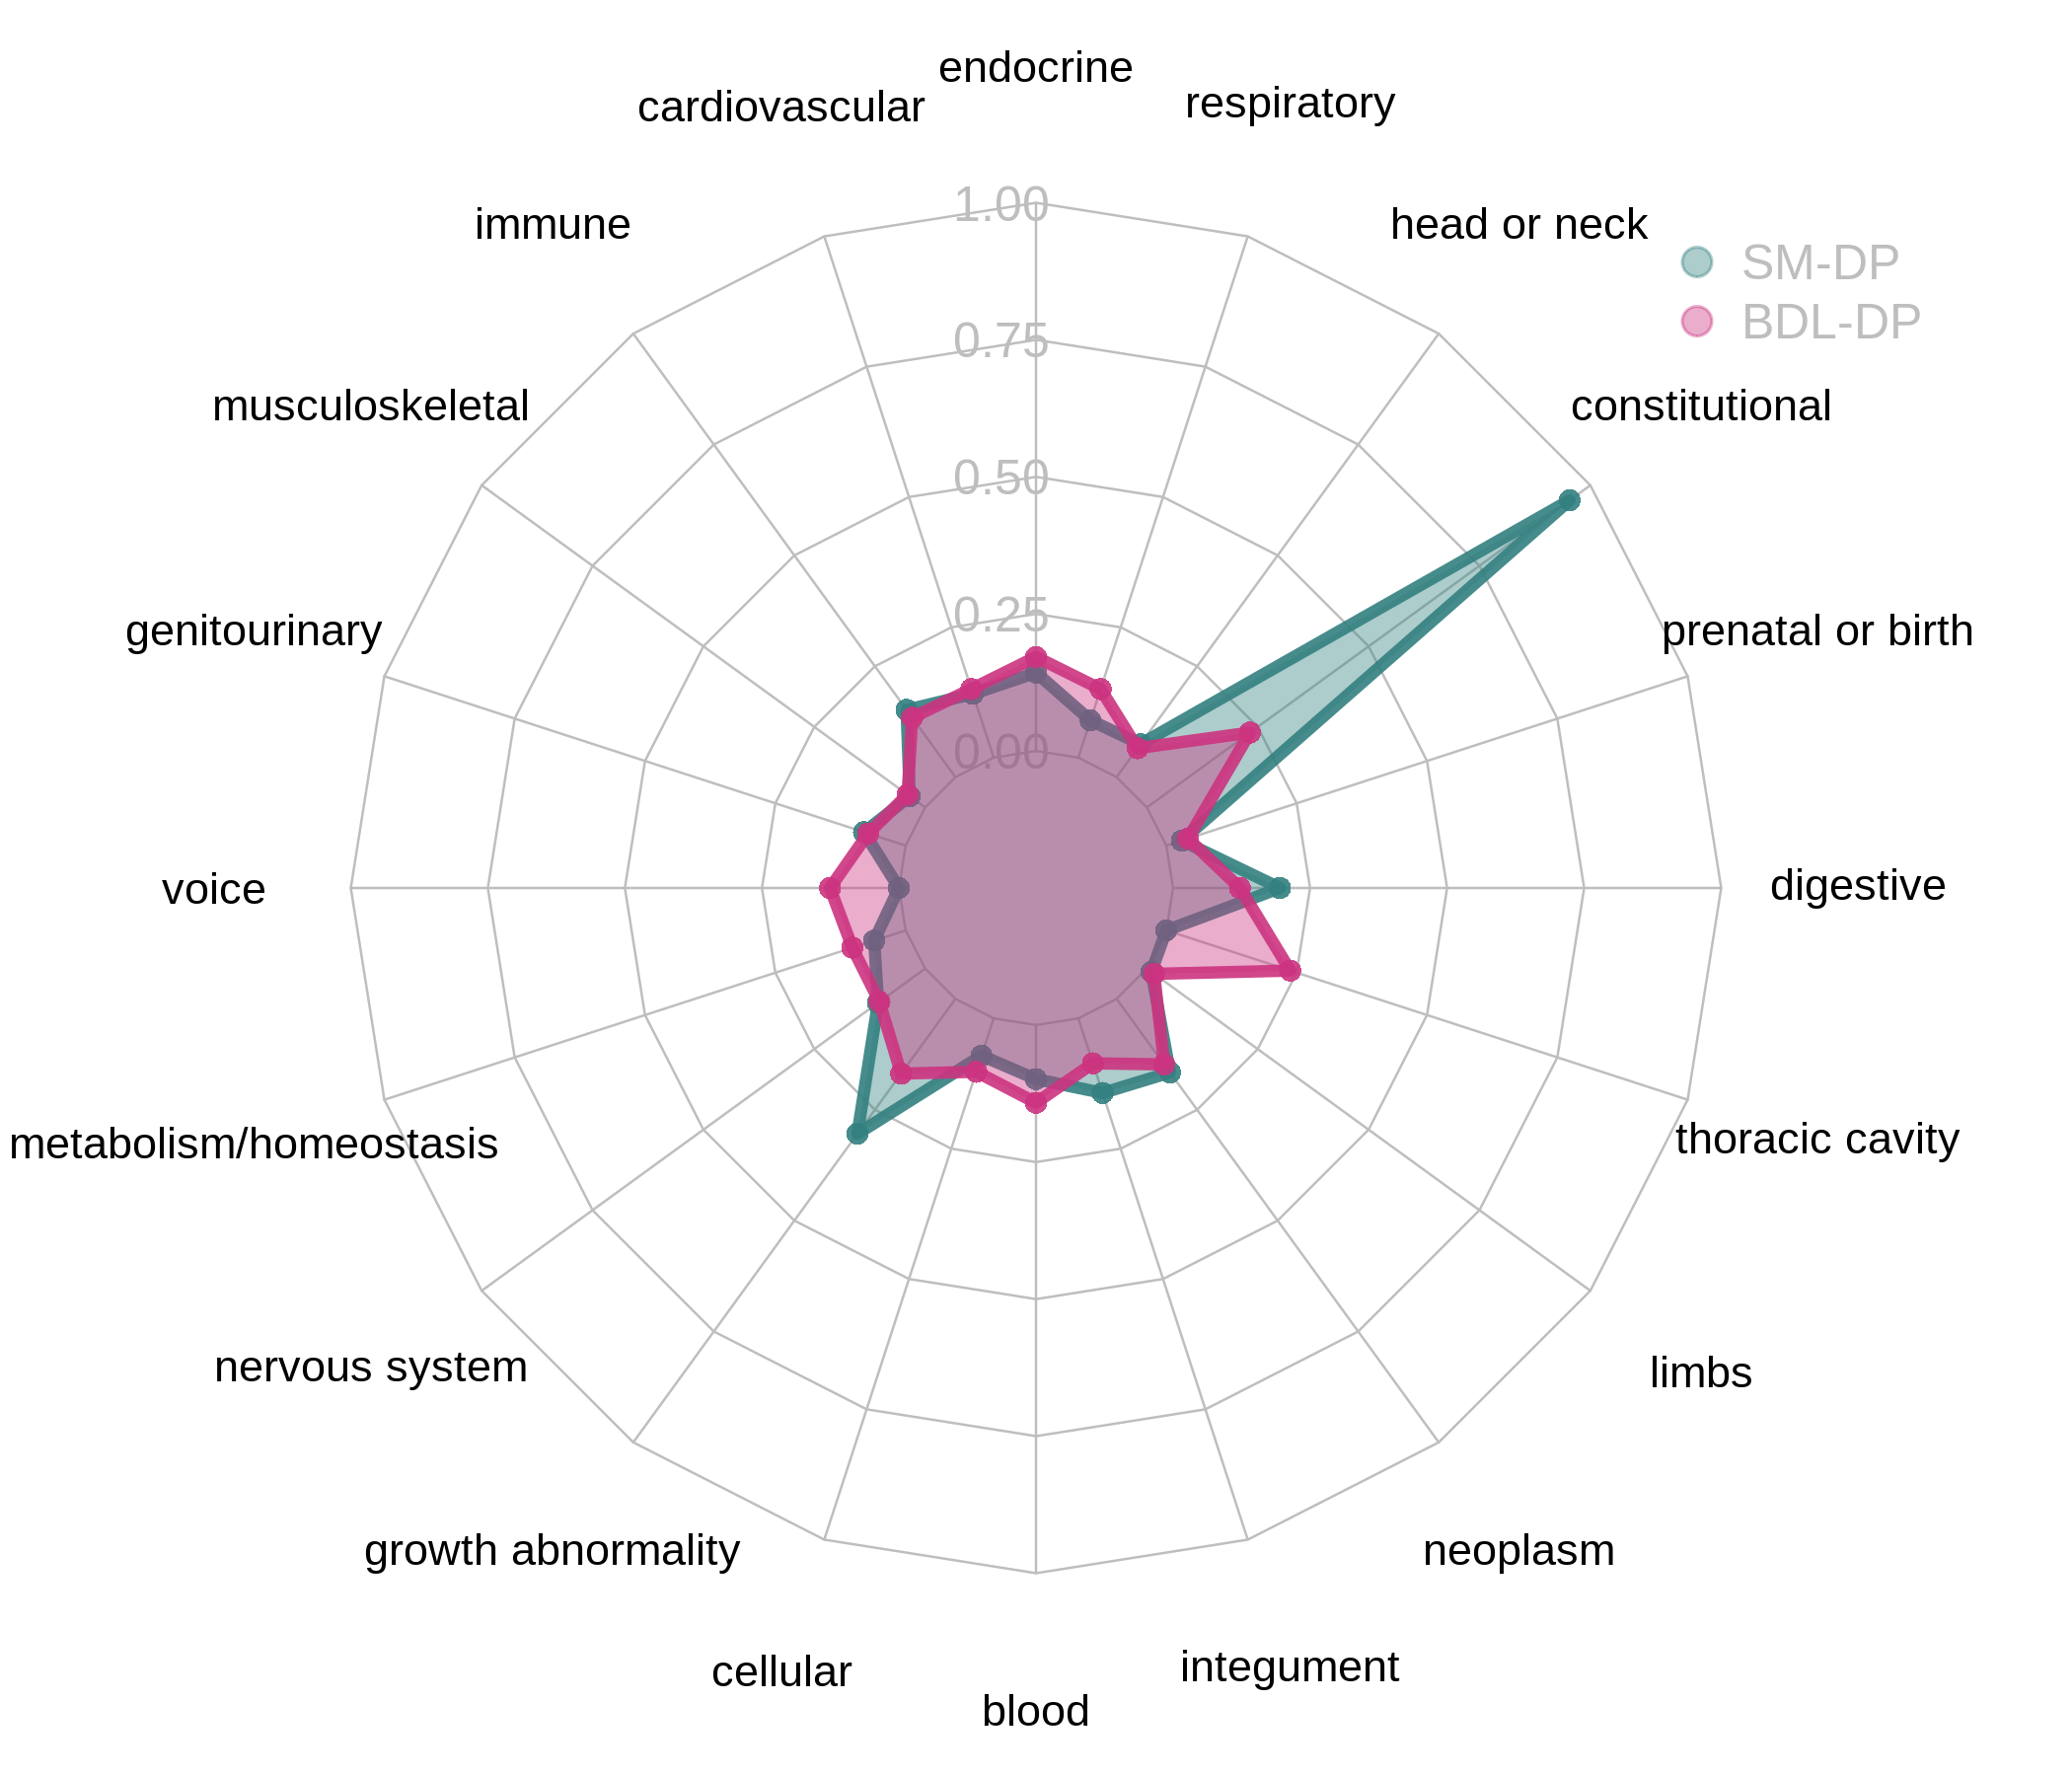 endocrine
cardiovascular
respiratory
1.00
immune
head or neck
SM-DP
BDL-DP
0.75
musculoskeletal
constitutional
0.50
0.25
genitourinary
prenatal or birth
0.00
voice
digestive
metabolism/homeostasis
thoracic cavity
nervous system
limbs
growth abnormality
neoplasm
cellular
integument
blood